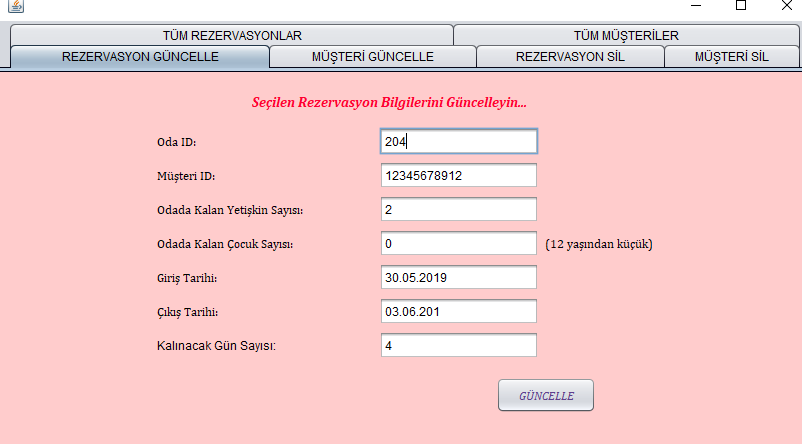 TÜM REZERVASYONLAR TÜM MÜŞTERİLER
REZERVASYON GÜNCELLE MÜŞTERİ GÜNCELLE REZERVASYON SİL MÜŞTERİ SİL
Seçilen Rezervasyon Bilgilerini Güncelleyin...
Oda ID: 204
Müşteri ID: 12345678912
Odada Kalan Yetişkin Sayısı: 2
Odada Kalan Çocuk Sayısı: 0 (12 yaşından küçük)
Giriş Tarihi: 30.05.2019
Çıkış Tarihi: 03.06.201
Kalınacak Gün Sayısı: 4
GÜNCELLE